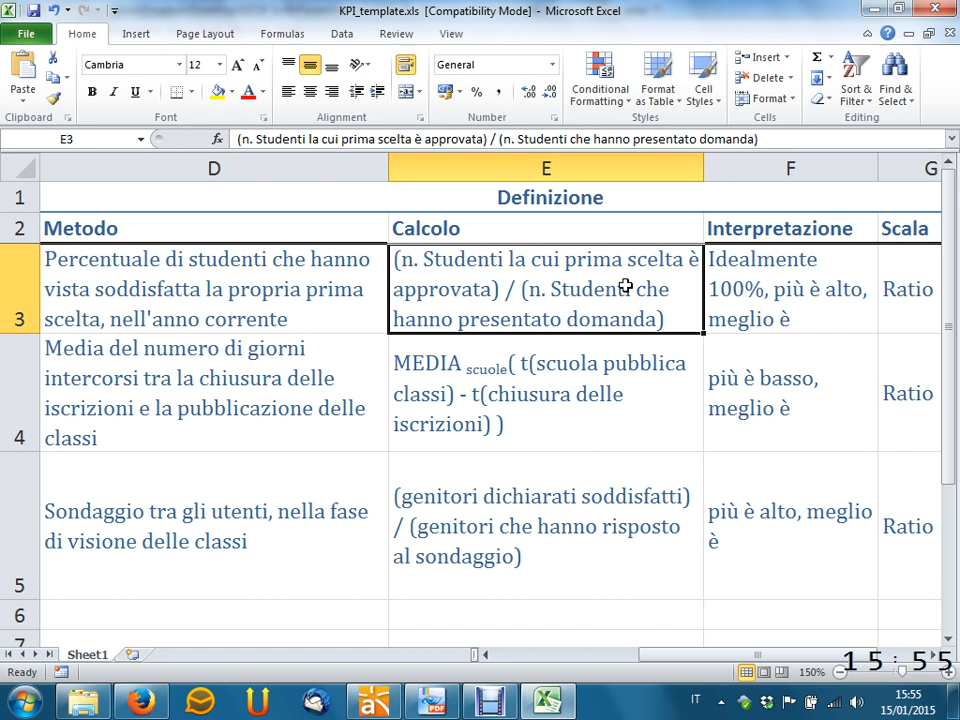 KPI_template.xls [Compatibility Mode] - Microsoft Excel
File Home Insert Page Layout Formulas Data Review View
Paste
Cambria 12
B I U
General
Conditional Formatting
Format as Table
Cell Styles
Insert
Delete
Format
Sort & Filter
Find & Select
Clipboard Font Alignment Number Styles Cells Editing
E3 fx (n. Studenti la cui prima scelta è approvata) / (n. Studenti che hanno presentato domanda)
D E F G
1 Definizione
2 Metodo Calcolo Interpretazione Scala
3
Percentuale di studenti che hanno
vista soddisfatta la propria prima
scelta, nell'anno corrente
(n. Studenti la cui prima scelta è
approvata) / (n. Studenti che
hanno presentato domanda)
Idealmente
100%, più è alto,
meglio è
Ratio
4
Media del numero di giorni
intercorsi tra la chiusura delle
iscrizioni e la pubblicazione delle
classi
MEDIA scuole( t(scuola pubblica
classi) - t(chiusura delle
iscrizioni) )
più è basso,
meglio è
Ratio
5
Sondaggio tra gli utenti, nella fase
di visione delle classi
(genitori dichiarati soddisfatti)
/ (genitori che hanno risposto
al sondaggio)
più è alto, meglio
è
Ratio
6
7
Sheet1
Ready 150%
15:55
IT
PDF
15:55
15/01/2015